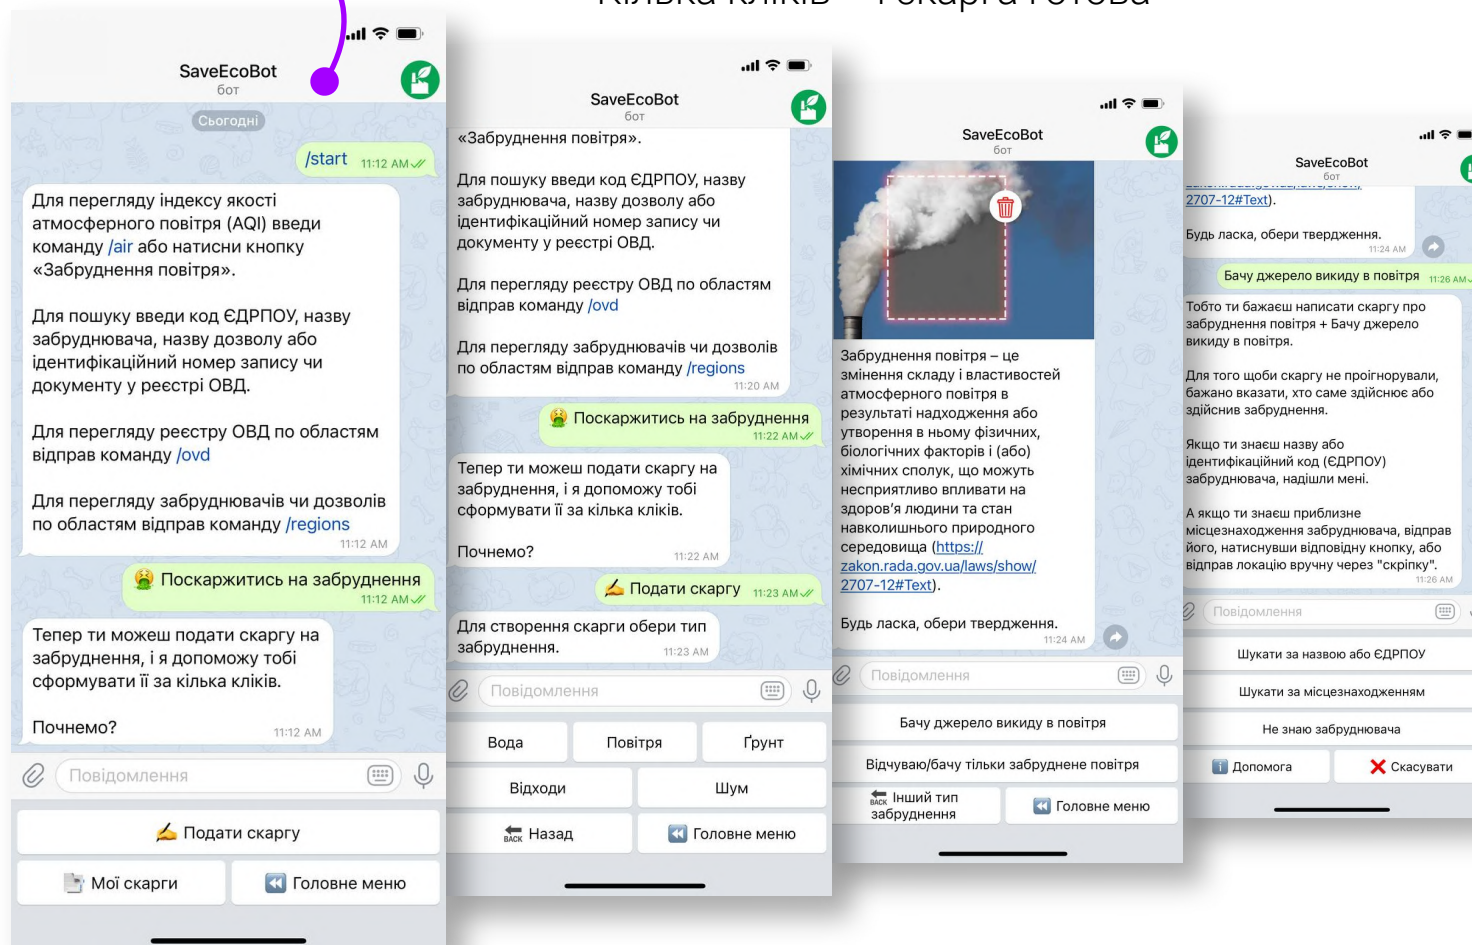 Кілька кліків – і скарга готова
SaveEcoBot
бот
Сьогодні
/start 11:12 AM
Для перегляду індексу якості
атмосферного повітря (AQI) введи
команду /air або натисни кнопку
«Забруднення повітря».
Для пошуку введи код ЄДРПОУ, назву
забруднювача, назву дозволу або
ідентифікаційний номер запису чи
документу у реєстрі ОВД.
Для перегляду реєстру ОВД по областям
відправ команду /ovd
Для перегляду забруднювачів чи дозволів
по областям відправ команду /regions
11:12 AM
Поскаржитись на забруднення
11:12 AM
Тепер ти можеш подати скаргу на
забруднення, і я допоможу тобі
сформувати її за кілька кліків.
Почнемо?
11:12 AM
Повідомлення
Подати скаргу
Мої скарги
Головне меню
SaveEcoBot
бот
«Забруднення повітря».
Для пошуку введи код ЄДРПОУ, назву
забруднювача, назву дозволу або
ідентифікаційний номер запису чи
документу у реєстрі ОВД.
Для перегляду реєстру ОВД по областям
відправ команду /ovd
Для перегляду забруднювачів чи дозволів
по областям відправ команду /regions
11:20 AM
Поскаржитись на забруднення
11:22 AM
Тепер ти можеш подати скаргу на
забруднення, і я допоможу тобі
сформувати її за кілька кліків.
Почнемо?
11:22 AM
Подати скаргу 11:23 AM
Для створення скарги обери тип
забруднення.
11:23 AM
Повідомлення
Вода
Повітря
Ґрунт
Відходи
Шум
BACK Назад
Головне меню
SaveEcoBot
бот
Забруднення повітря – це
змінення складу і властивостей
атмосферного повітря в
результаті надходження або
утворення в ньому фізичних,
біологічних факторів і (або)
хімічних сполук, що можуть
несприятливо впливати на
здоров’я людини та стан
навколишнього природного
середовища (https://
zakon.rada.gov.ua/laws/show/
2707-12#Text).
Будь ласка, обери твердження.
11:24 AM
Повідомлення
Бачу джерело викиду в повітря
Відчуваю/бачу тільки забруднене повітря
BACK Інший тип
забруднення
Головне меню
SaveEcoBot
бот
zakon.rada.gov.ua/laws/show/
2707-12#Text).
Будь ласка, обери твердження.
11:24 AM
Бачу джерело викиду в повітря 11:26 AM
Тобто ти бажаєш написати скаргу про
забруднення повітря + Бачу джерело
викиду в повітря.
Для того щоби скаргу не проігнорували,
бажано вказати, хто саме здійснює або
здійснив забруднення.
Якщо ти знаєш назву або
ідентифікаційний код (ЄДРПОУ)
забруднювача, надішли мені.
А якщо ти знаєш приблизне
місцезнаходження забруднювача, відправ
його, натиснувши відповідну кнопку, або
відправ локацію вручну через "скріпку".
11:26 AM
Повідомлення
Шукати за назвою або ЄДРПОУ
Шукати за місцезнаходженням
Не знаю забруднювача
Допомога
Скасувати